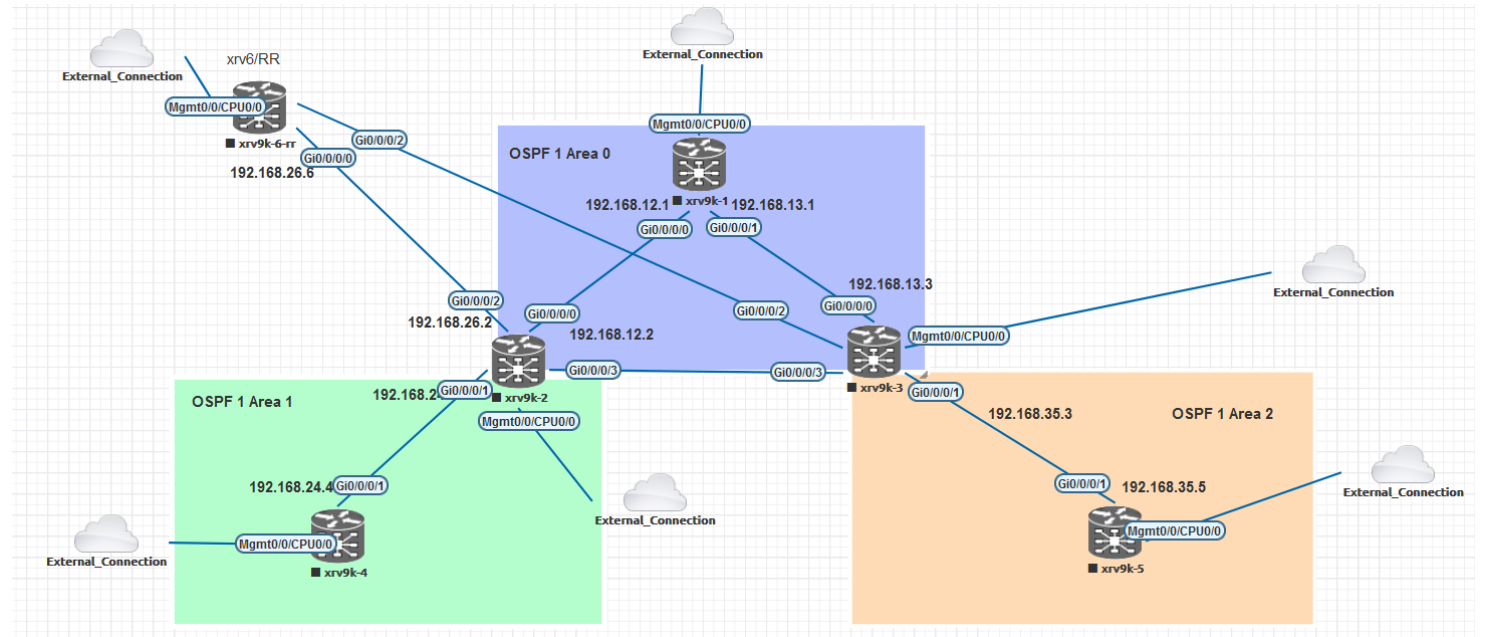 External_Connection
xrv6/RR
External_Connection
Mgmt0/0/CPU0/0
xrv9k-6-rr
Gi0/0/0/2
Gi0/0/0/0
192.168.26.6
Mgmt0/0/CPU0/0
OSPF 1 Area 0
192.168.12.1
xrv9k-1
192.168.13.1
Gi0/0/0/0
Gi0/0/0/1
192.168.13.3
External_Connection
Gi0/0/0/2
Gi0/0/0/0
Gi0/0/0/2
Gi0/0/0/0
192.168.26.2
192.168.12.2
Mgmt0/0/CPU0/0
Gi0/0/0/3
Gi0/0/0/3
xrv9k-3
192.168.2
Gi0/0/0/1
xrv9k-2
Gi0/0/0/1
OSPF 1 Area 1
192.168.35.3
OSPF 1 Area 2
Mgmt0/0/CPU0/0
192.168.24.4
Gi0/0/0/1
Gi0/0/0/1
192.168.35.5
External_Connection
External_Connection
Mgmt0/0/CPU0/0
Mgmt0/0/CPU0/0
External_Connection
xrv9k-4
xrv9k-5